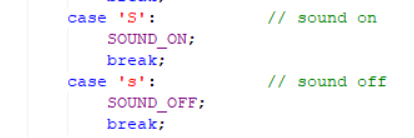 case 'S': // sound on
SOUND_ON;
break;
case 's': // sound off
SOUND_OFF;
break;